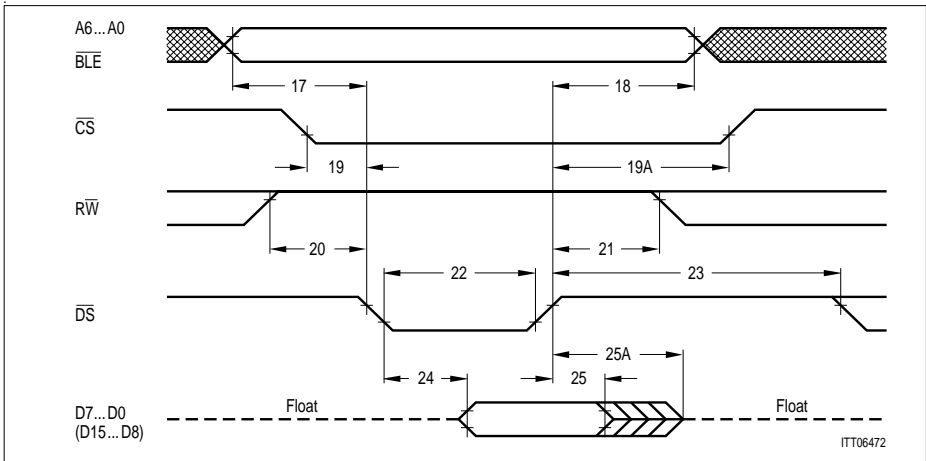 A6...A0
BLE
17
18
CS
19
19A
RW
20
21
22
23
DS
25A
24
25
Float
Float
D7...D0
(D15...D8)
ITT06472